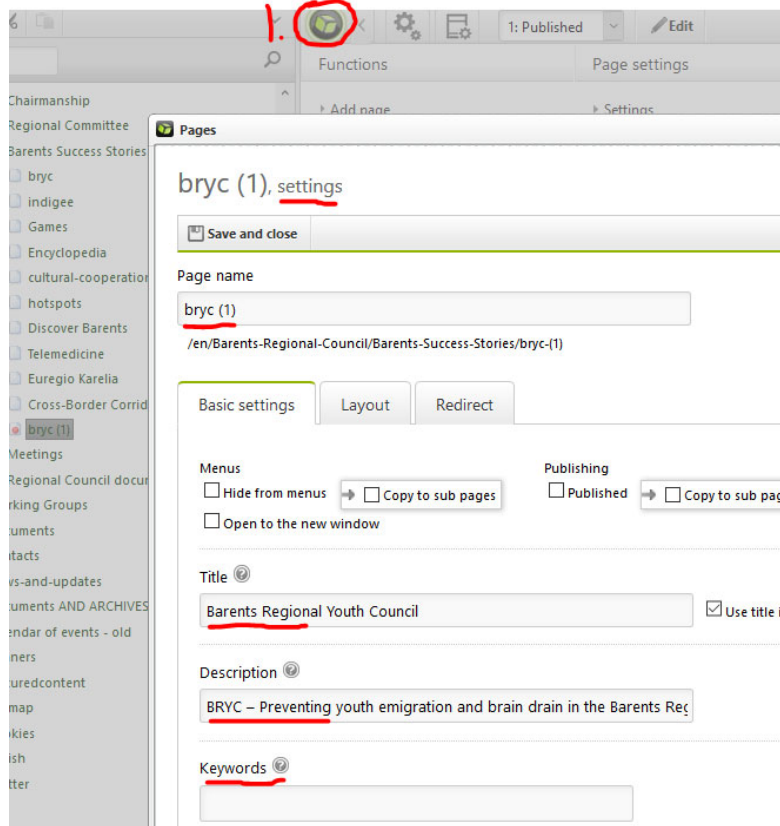 1.
1: Published
Edit
Functions
Page settings
Add page
Settings
Chairmanship
Regional Committee
Barents Success Stories
bryc
indigee
Games
Encyclopedia
cultural-cooperation
hotspots
Discover Barents
Telemedicine
Euregio Karelia
Cross-Border Corrid
bryc (1)
Meetings
Regional Council docur
rking Groups
cuments
ntacts
vs-and-updates
cuments AND ARCHIVES
endar of events - old
nners
turedcontent
map
okies
ish
tter
Pages
bryc (1), settings
Save and close
Page name
bryc (1)
/en/Barents-Regional-Council/Barents-Success-Stories/bryc-(1)
Basic settings Layout Redirect
Menus
Hide from menus Copy to sub pages
Open to the new window
Publishing
Published Copy to sub pag
Title
Barents Regional Youth Council
Use title i
Description
BRYC – Preventing youth emigration and brain drain in the Barents Reg
Keywords